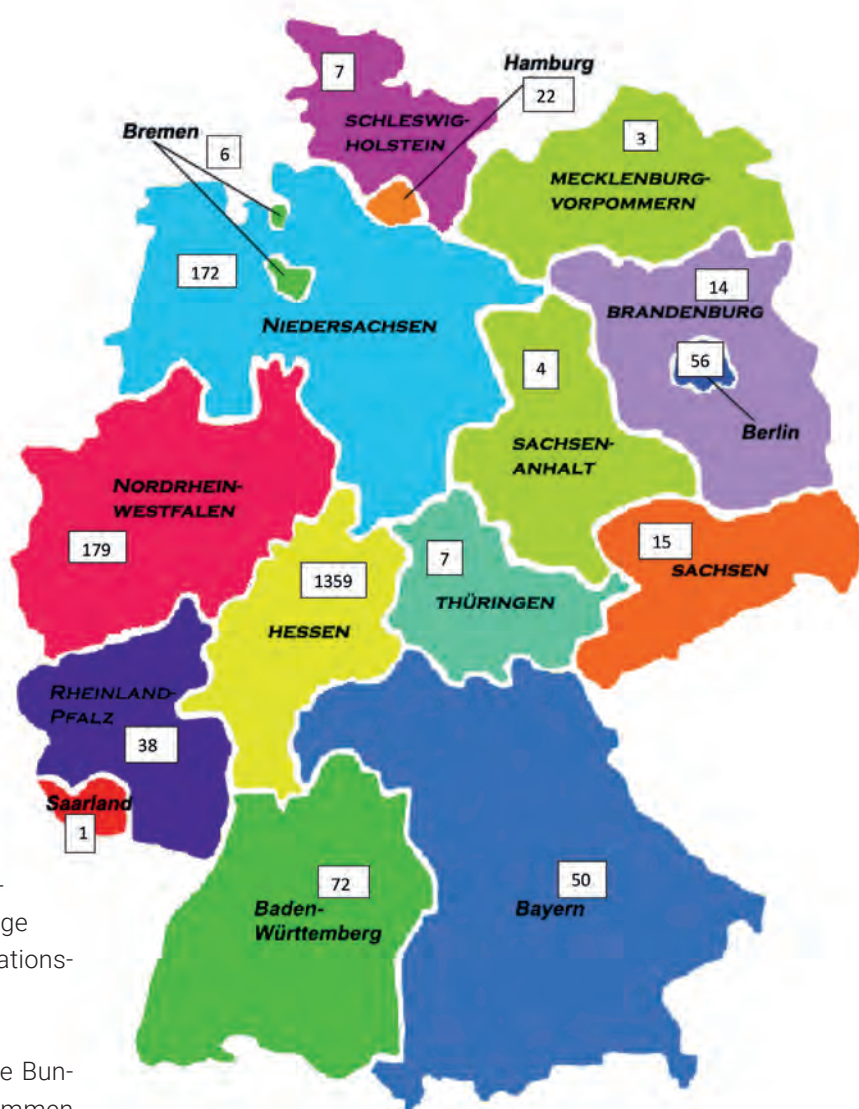 7
Hamburg
22
SCHLESWIG-
HOLSTEIN
Bremen
6
3
MECKLENBURG-
VORPOMMERN
172
NIEDERSACHSEN
14
BRANDENBURG
56
Berlin
4
SACHSEN-
ANHALT
NORDRHEIN-
WESTFALEN
179
1359
HESSEN
7
THÜRINGEN
15
SACHSEN
RHEINLAND-
PFALZ
38
Saarland
1
72
Baden-
Württemberg
50
Bayern
-
ge
ations-
e Bun-